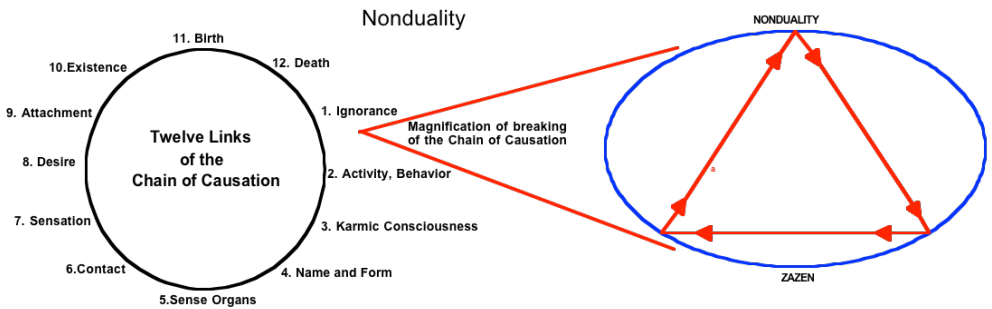 Nonduality
11. Birth
12. Death
1. Ignorance
2. Activity, Behavior
3. Karmic Consciousness
4. Name and Form
5.Sense Organs
6.Contact
7. Sensation
8. Desire
9. Attachment
10.Existence
Twelve Links
of the
Chain of Causation
Magnification of breaking
of the Chain of Causation
NONDUALITY
a
ZAZEN